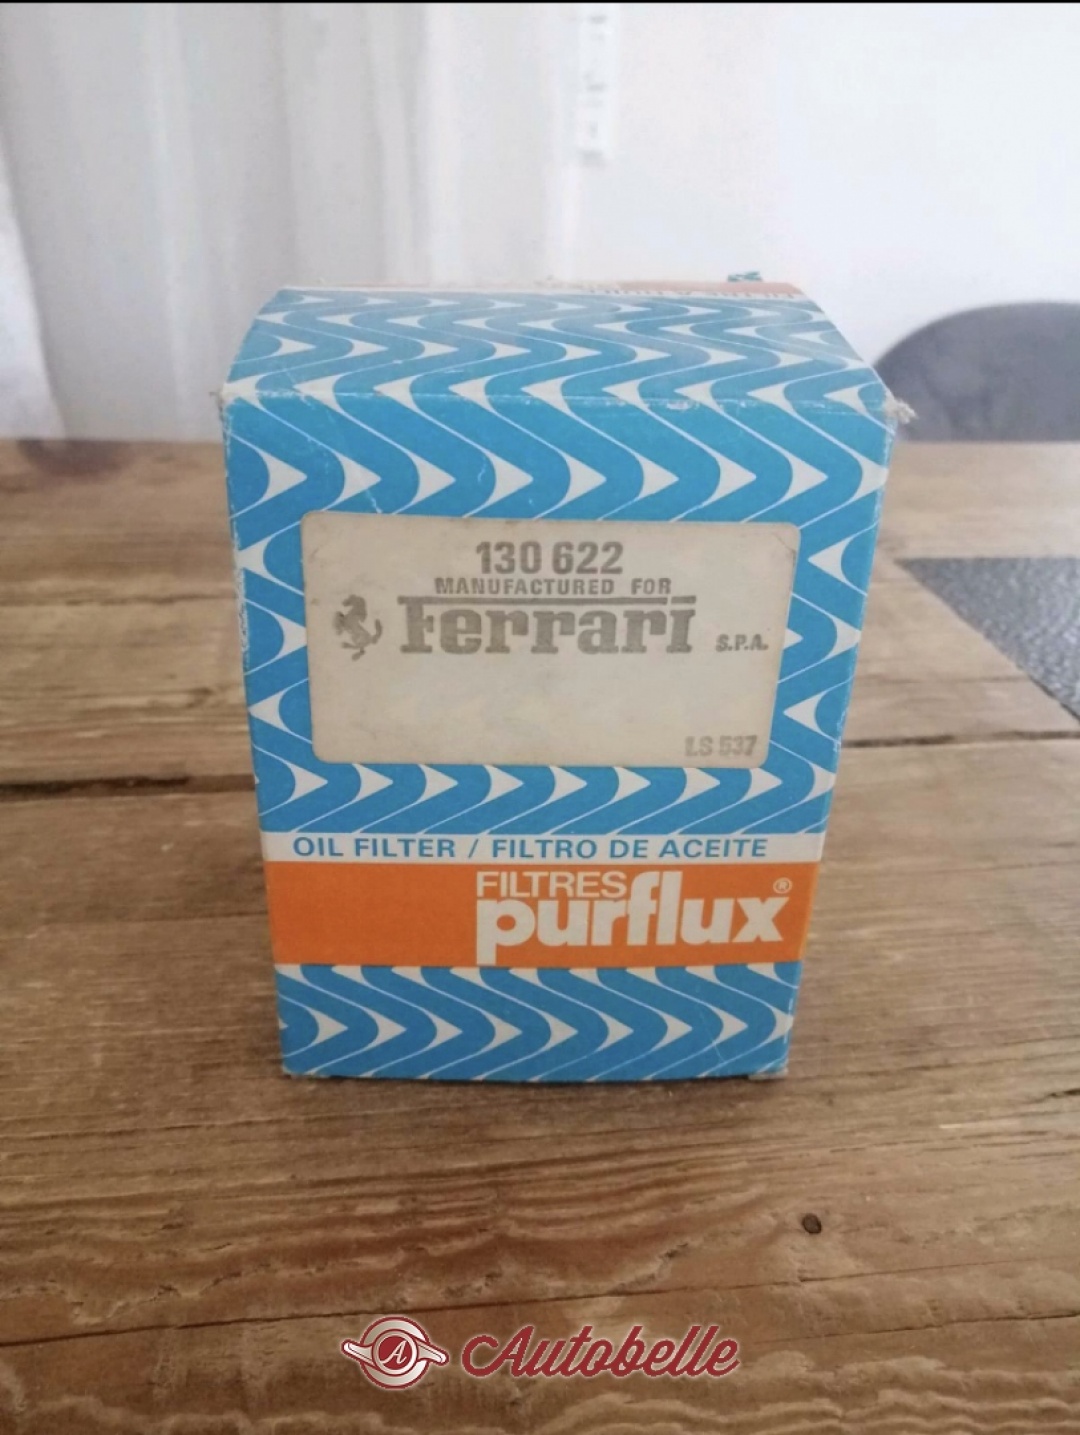 130 622
MANUFACTURED FOR
Ferrari S.P.A.
LS 537
OIL FILTER / FILTRO DE ACEITE
FILTRES
purflux®
A Autobelle